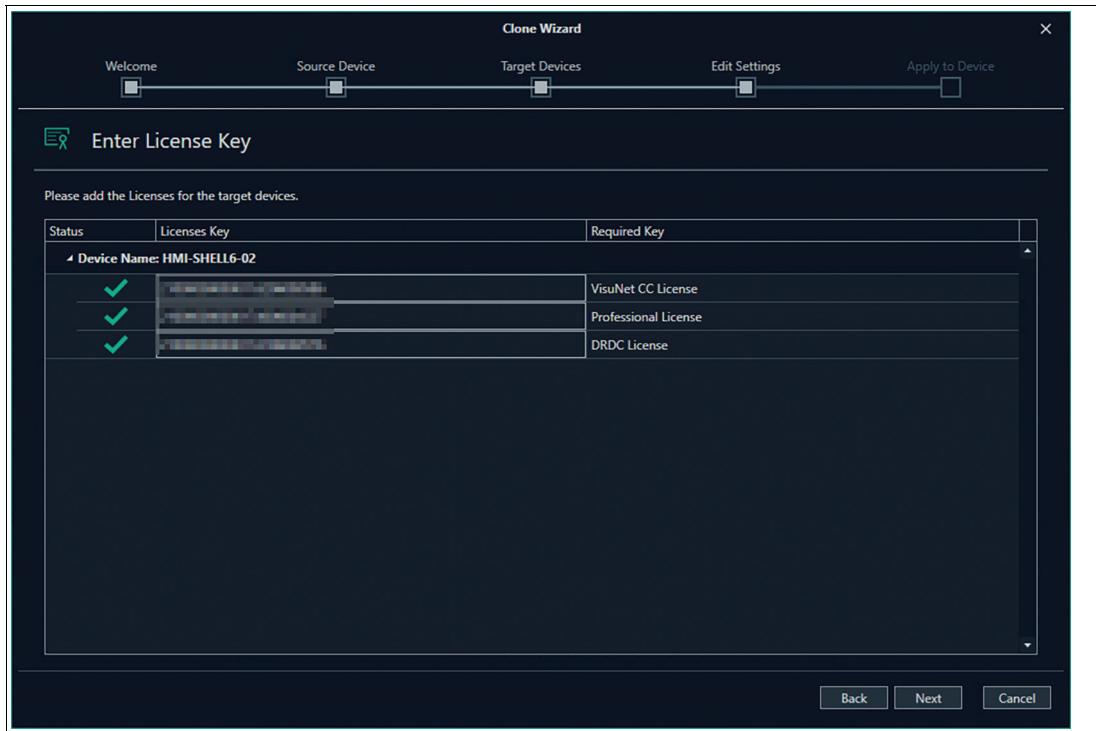 Clone Wizard
Welcome Source Device Target Devices Edit Settings Apply to Device
Enter License Key
Please add the Licenses for the target devices.
Status Licenses Key Required Key
Device Name: HMI-SHELL6-02
VisuNet CC License
Professional License
DRDC License
Back Next Cancel